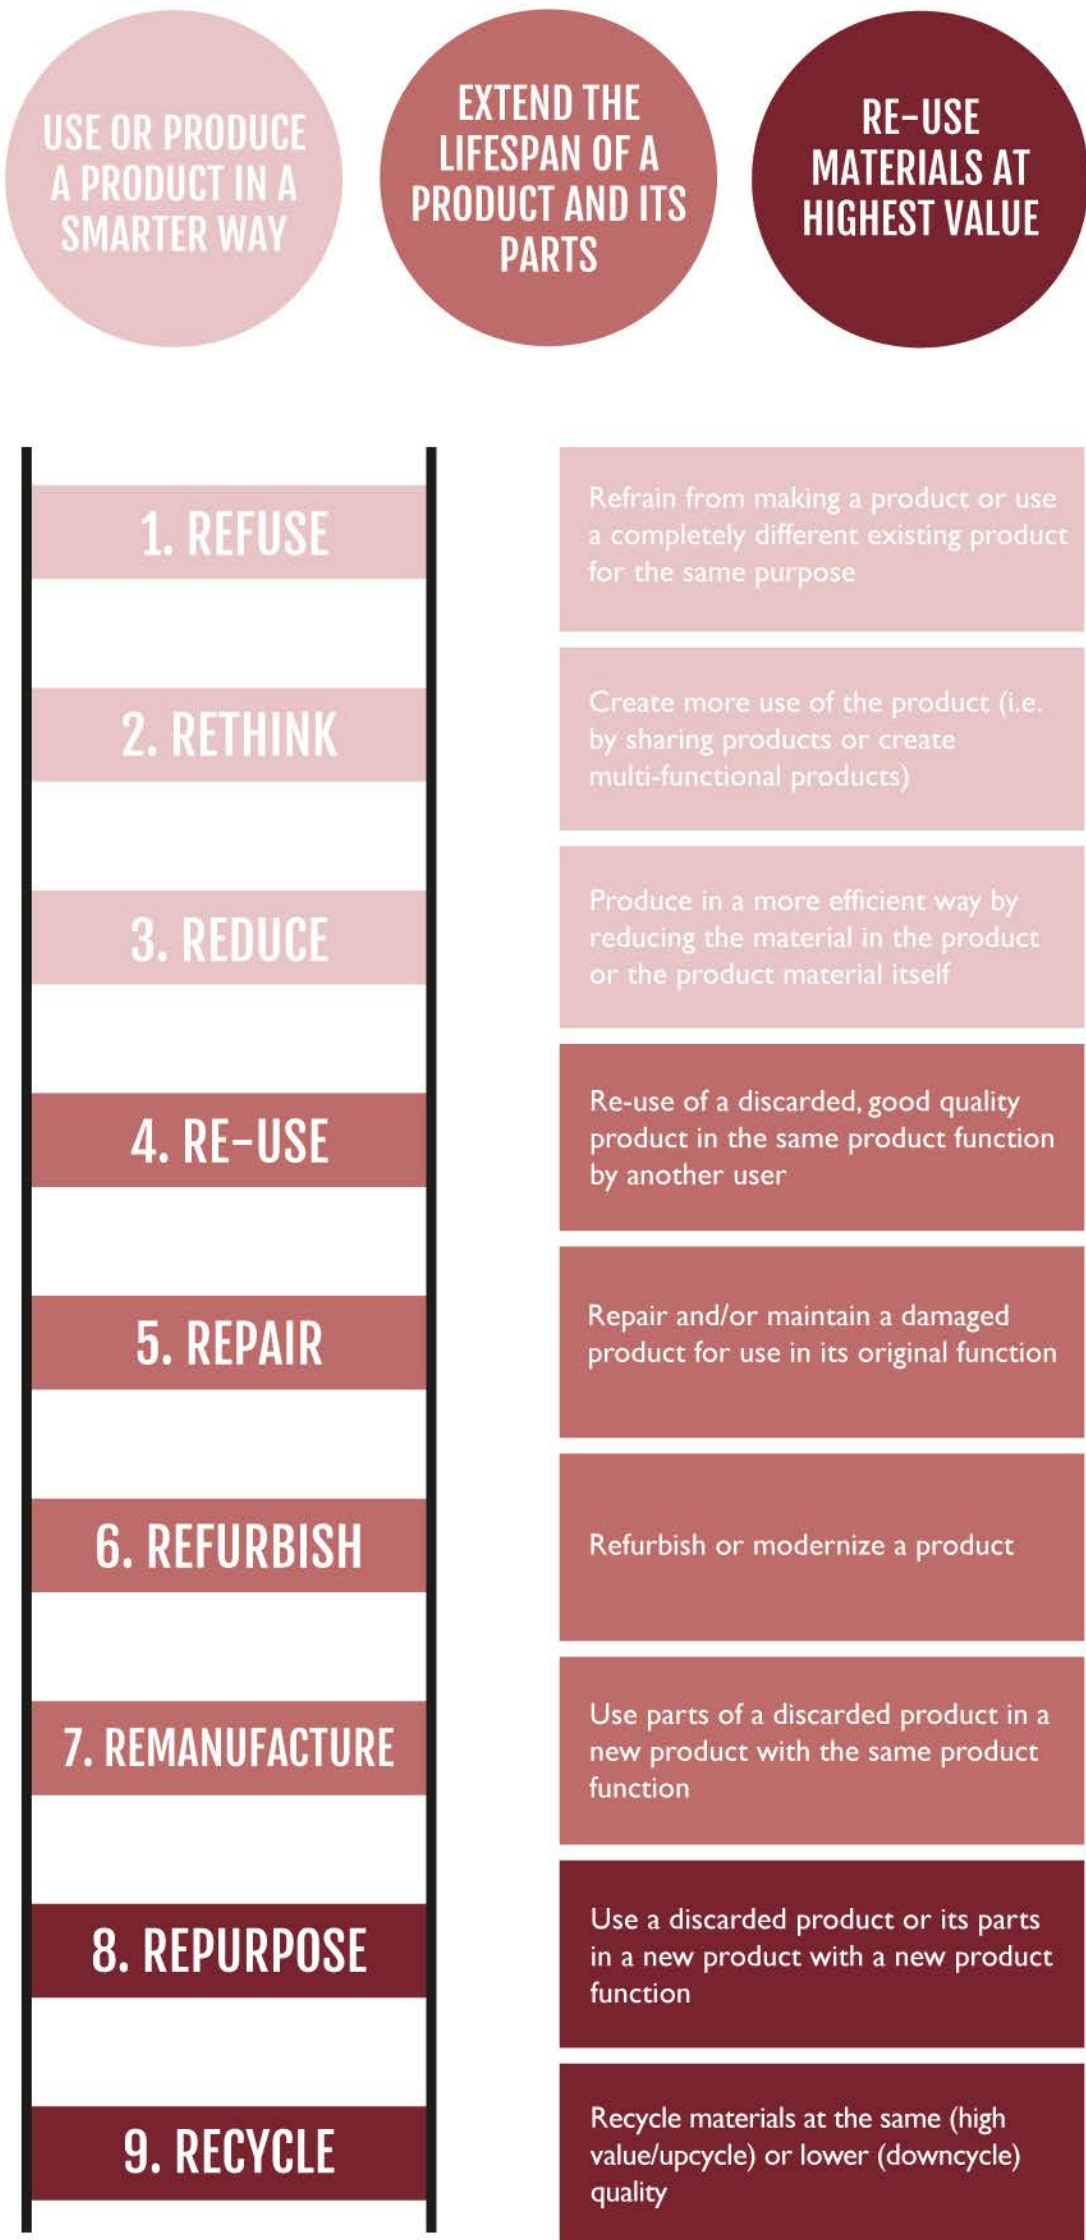 USE OR PRODUCE
A PRODUCT IN A
SMARTER WAY
EXTEND THE
LIFESPAN OF A
PRODUCT AND ITS
PARTS
RE-USE
MATERIALS AT
HIGHEST VALUE
1. REFUSE
Refrain from making a product or use
a completely different existing product
for the same purpose
2. RETHINK
Create more use of the product (i.e.
by sharing products or create
multi-functional products)
3. REDUCE
Produce in a more efficient way by
reducing the material in the product
or the product material itself
4. RE-USE
Re-use of a discarded, good quality
product in the same product function
by another user
5. REPAIR
Repair and/or maintain a damaged
product for use in its original function
6. REFURBISH
Refurbish or modernize a product
7. REMANUFACTURE
Use parts of a discarded product in a
new product with the same product
function
8. REPURPOSE
Use a discarded product or its parts
in a new product with a new product
function
9. RECYCLE
Recycle materials at the same (high
value/upcycle) or lower (downcycle)
quality